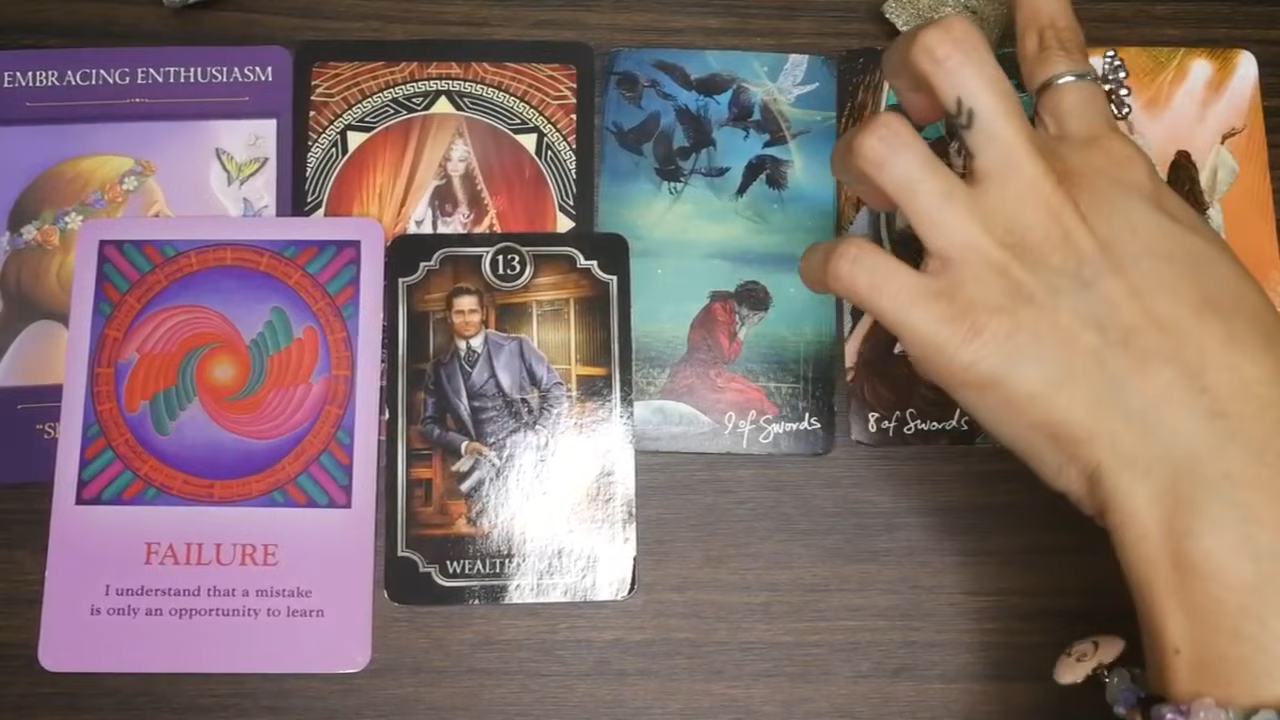 EMBRACING ENTHUSIASM
13
9 of Swords
8 of Swords
FAILURE
I understand that a mistake
is only an opportunity to learn